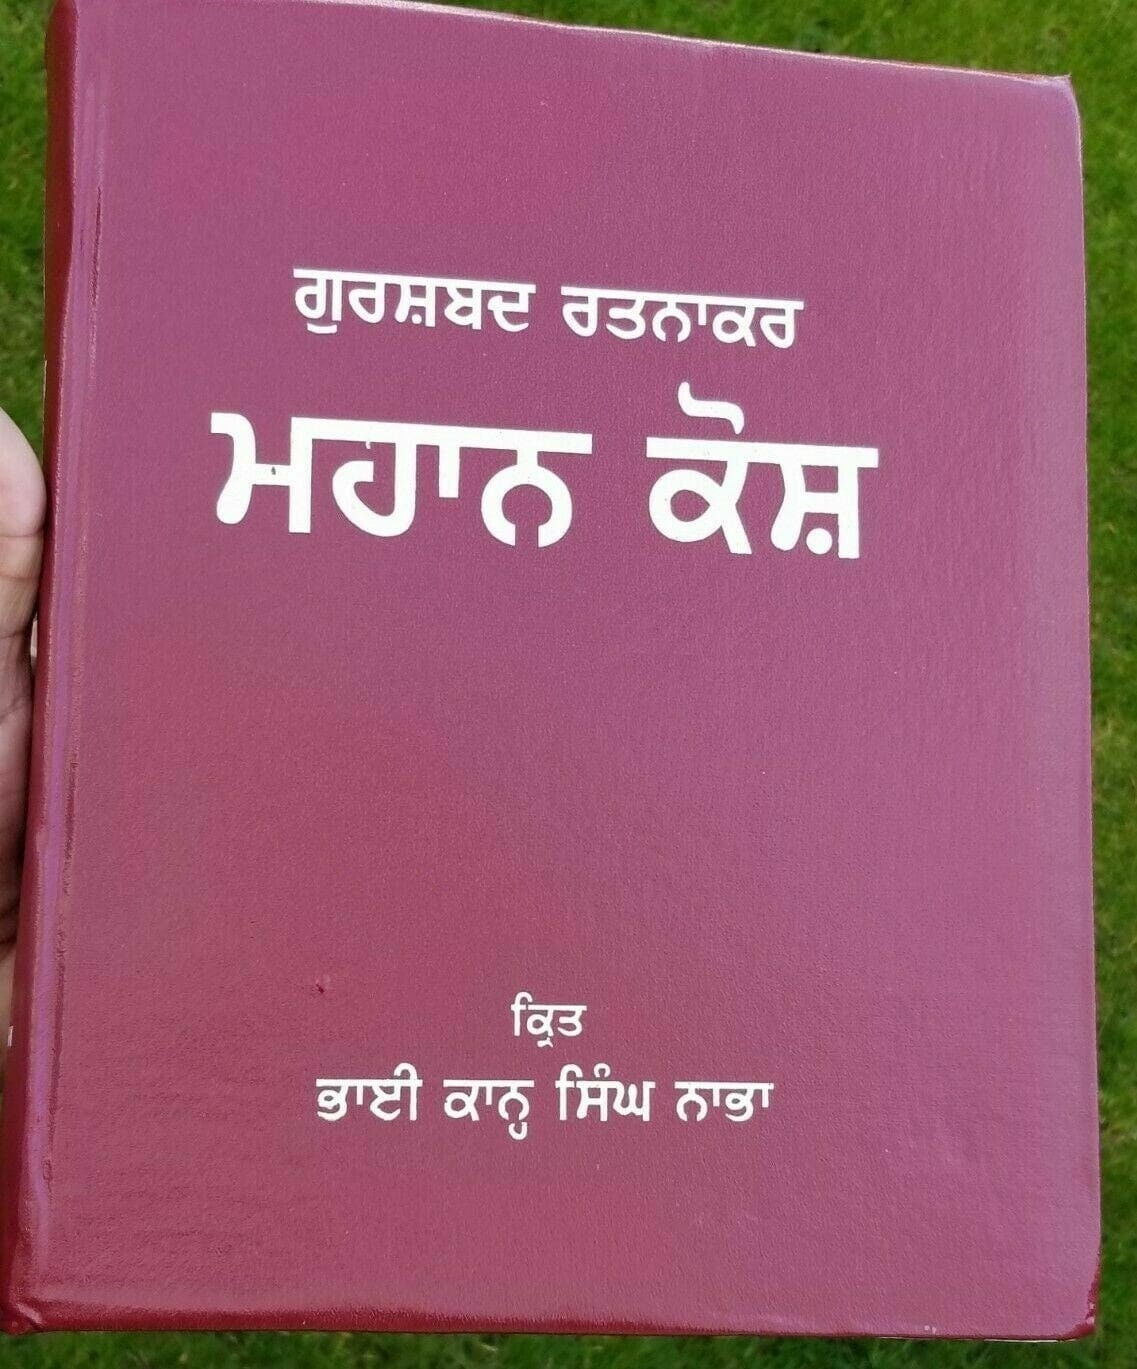 ਗੁਰਸ਼ਬਦ ਰਤਨਾਕਰ
ਮਹਾਨ ਕੋਸ਼
ਕ੍ਰਿਤ
ਭਾਈ ਕਾਨ੍ਹ ਸਿੰਘ ਨਾਭਾ